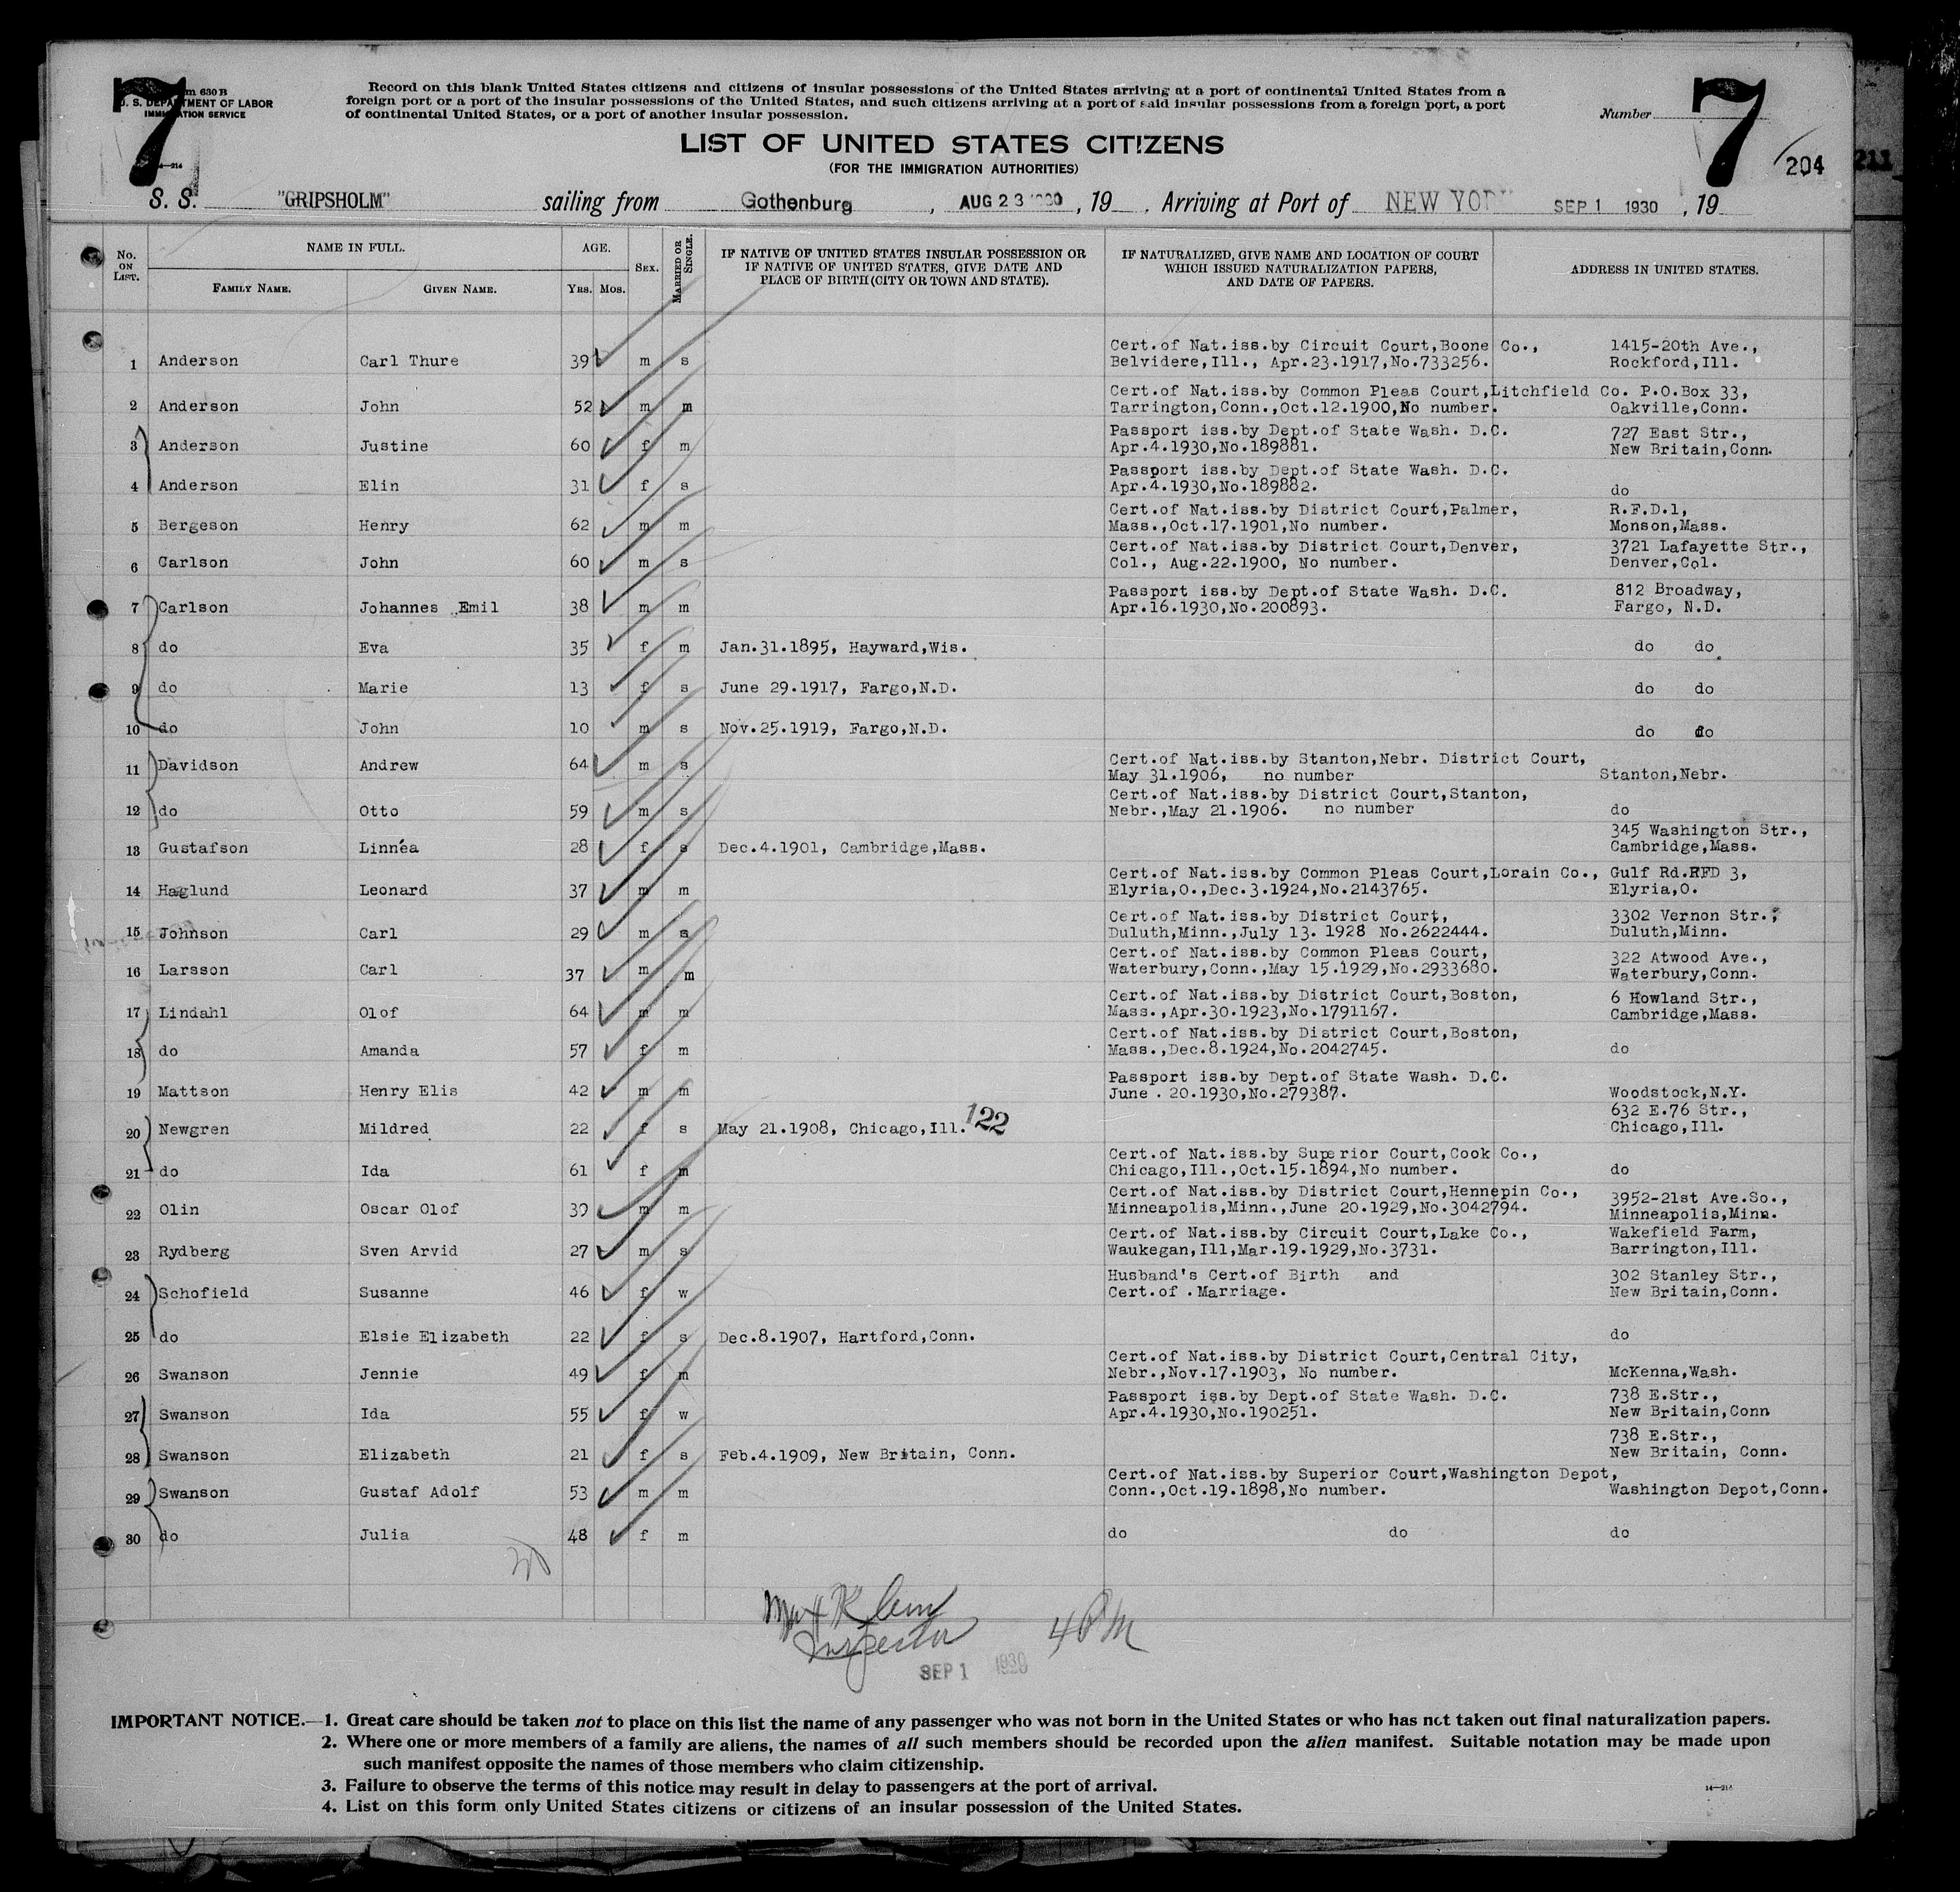 7
630 B
U. S. DEPARTMENT OF LABOR
IMMIGRATION SERVICE
Record on this blank United States citizens and citizens of insular possessions of the United States arriving at a port of continental United States from a
foreign port or a port of the insular possessions of the United States, and such citizens arriving at a port of said insular possessions from a foreign port, a port
of continental United States, or a port of another insular possession.
Number
7
204
211
LIST OF UNITED STATES CITIZENS
(FOR THE IMMIGRATION AUTHORITIES)
S. S. "GRIPSHOLM" sailing from Gothenburg, AUG 23 1930, 19 . Arriving at Port of NEW YORK SEP 1 1930, 19
No. ON LIST. NAME IN FULL. AGE. SEX. MARRIED OR SINGLE. IF NATIVE OF UNITED STATES INSULAR POSSESSION OR IF NATIVE OF UNITED STATES, GIVE DATE AND PLACE OF BIRTH (CITY OR TOWN AND STATE). IF NATURALIZED, GIVE NAME AND LOCATION OF COURT WHICH ISSUED NATURALIZATION PAPERS, AND DATE OF PAPERS. ADDRESS IN UNITED STATES.
FAMILY NAME. GIVEN NAME. YRS. MOS.
1 Anderson Carl Thure 39 m s Cert.of Nat.iss.by Circuit Court,Boone Co., Belvidere,Ill., Apr.23.1917,No.733256. 1415-20th Ave., Rockford,Ill.
2 Anderson John 52 m m Cert.of Nat.iss.by Common Pleas Court,Litchfield Co. Tarrington,Conn.,Oct.12.1900,No number. P.O.Box 33, Oakville,Conn.
3 Anderson Justine 60 f m Passport iss.by Dept.of State Wash. D.C. Apr.4.1930,No.189881. 727 East Str., New Britain,Conn.
4 Anderson Elin 31 f s Passport iss.by Dept.of State Wash. D.C. Apr.4.1930,No.189882. do
5 Bergeson Henry 62 m m Cert.of Nat.iss.by District Court,Palmer, Mass.,Oct.17.1901,No number. R.F.D.1, Monson,Mass.
6 Carlson John 60 m s Cert.of Nat.iss.by District Court,Denver, Col., Aug.22.1900, No number. 3721 Lafayette Str., Denver,Col.
7 Carlson Johannes Emil 38 m m Passport iss.by Dept.of State Wash. D.C. Apr.16.1930,No.200893. 812 Broadway, Fargo, N.D.
8 do Eva 35 f m Jan.31.1895, Hayward,Wis. do do
9 do Marie 13 f s June 29.1917, Fargo,N.D. do do
10 do John 10 m s Nov.25.1919, Fargo,N.D. do do
11 Davidson Andrew 64 m s Cert.of Nat.iss.by Stanton,Nebr. District Court, May 31.1906, no number Stanton,Nebr.
12 do Otto 59 m s Cert.of Nat.iss.by District Court,Stanton, Nebr.,May 21.1906. no number do
13 Gustafson Linnéa 28 f s Dec.4.1901, Cambridge,Mass. 345 Washington Str., Cambridge,Mass.
14 Haglund Leonard 37 m m Cert.of Nat.iss.by Common Pleas Court,Lorain Co., Elyria,O.,Dec.3.1924,No.2143765. Gulf Rd.RFD 3, Elyria,O.
15 Johnson Carl 29 m s Cert.of Nat.iss.by District Court, Duluth,Minn.,July 13. 1928 No.2622444. 3302 Vernon Str., Duluth,Minn.
16 Larsson Carl 37 m m Cert.of Nat.iss.by Common Pleas Court, Waterbury,Conn.,May 15.1929,No.2933680. 322 Atwood Ave., Waterbury,Conn.
17 Lindahl Olof 64 m m Cert.of Nat.iss.by District Court,Boston, Mass.,Apr.30.1923,No.1791167. 6 Howland Str., Cambridge,Mass.
18 do Amanda 57 f m Cert.of Nat.iss.by District Court,Boston, Mass.,Dec.8.1924,No.2042745. do
19 Mattson Henry Elis 42 m m Passport iss.by Dept.of State Wash. D.C. June . 20.1930,No.279387. Woodstock,N.Y.
20 Newgren Mildred 22 f s May 21.1908, Chicago,Ill. 122 632 E.76 Str., Chicago,Ill.
21 do Ida 61 f m Cert.of Nat.iss.by Superior Court,Cook Co., Chicago,Ill.,Oct.15.1894,No number. do
22 Olin Oscar Olof 39 m m Cert.of Nat.iss.by District Court,Hennepin Co., Minneapolis,Minn.,June 20.1929,No.3042794. 3952-21st Ave.So., Minneapolis,Minn.
23 Rydberg Sven Arvid 27 m s Cert.of Nat.iss.by Circuit Court,Lake Co., Waukegan,Ill,Mar.19.1929,No.3731. Wakefield Farm, Barrington,Ill.
24 Schofield Susanne 46 f w Husband's Cert.of Birth and Cert.of . Marriage. 302 Stanley Str., New Britain,Conn.
25 do Elsie Elizabeth 22 f s Dec.8.1907, Hartford,Conn. do
26 Swanson Jennie 49 f m Cert.of Nat.iss.by District Court,Central City, Nebr.,Nov.17.1903, No number. McKenna,Wash.
27 Swanson Ida 55 f w Passport iss.by Dept.of State Wash. D.C. Apr.4.1930,No.190251. 738 E.Str., New Britain,Conn
28 Swanson Elizabeth 21 f s Feb.4.1909, New Britain, Conn. 738 E.Str., New Britain, Conn.
29 Swanson Gustaf Adolf 53 m m Cert.of Nat.iss.by Superior Court,Washington Depot, Conn.,Oct.19.1898,No number. Washington Depot,Conn.
30 do Julia 48 f m do do do
30
Max Klein
Inspector 4 PM
SEP 1 1930
IMPORTANT NOTICE.—1. Great care should be taken not to place on this list the name of any passenger who was not born in the United States or who has not taken out final naturalization papers.
2. Where one or more members of a family are aliens, the names of all such members should be recorded upon the alien manifest. Suitable notation may be made upon
such manifest opposite the names of those members who claim citizenship.
3. Failure to observe the terms of this notice may result in delay to passengers at the port of arrival.
4. List on this form only United States citizens or citizens of an insular possession of the United States.